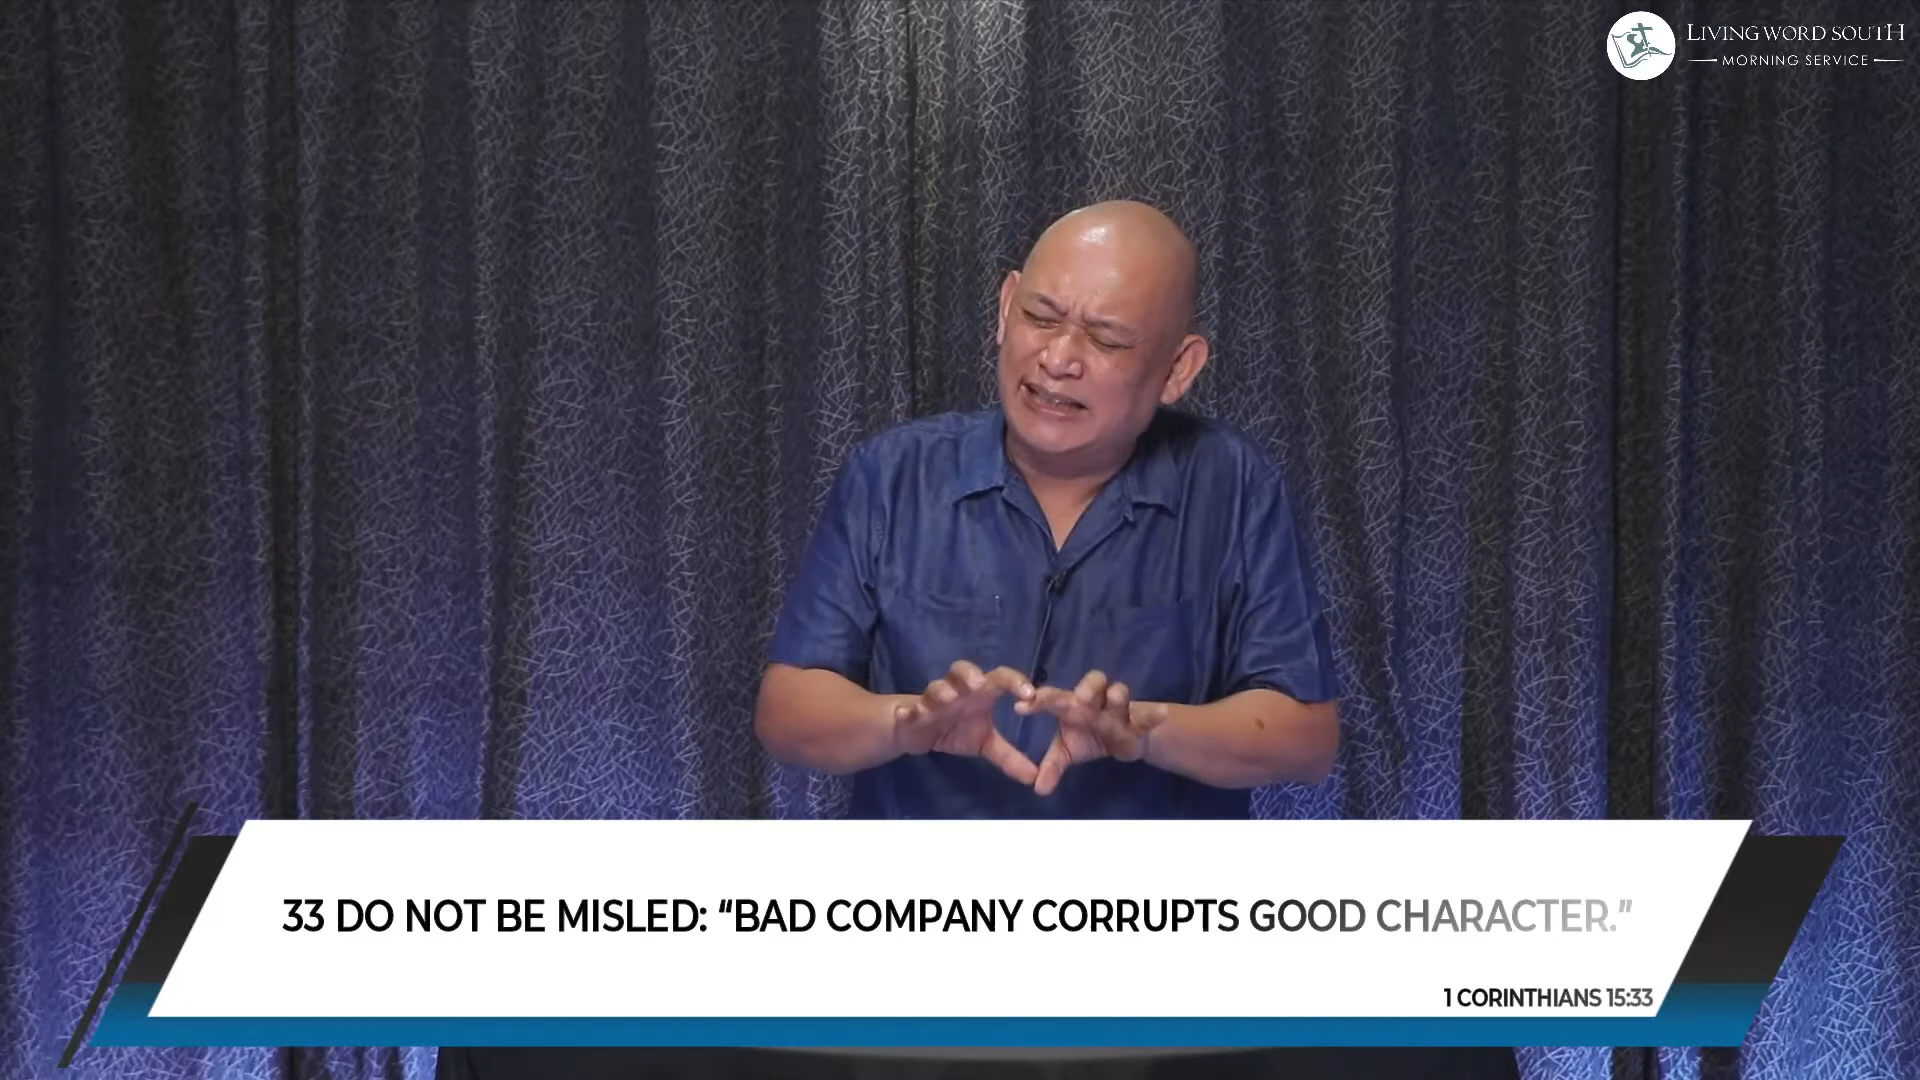 LIVING WORD SOUTH
MORNING SERVICE
33 DO NOT BE MISLED: “BAD COMPANY CORRUPTS GOOD CHARACTER.”
1 CORINTHIANS 15:33